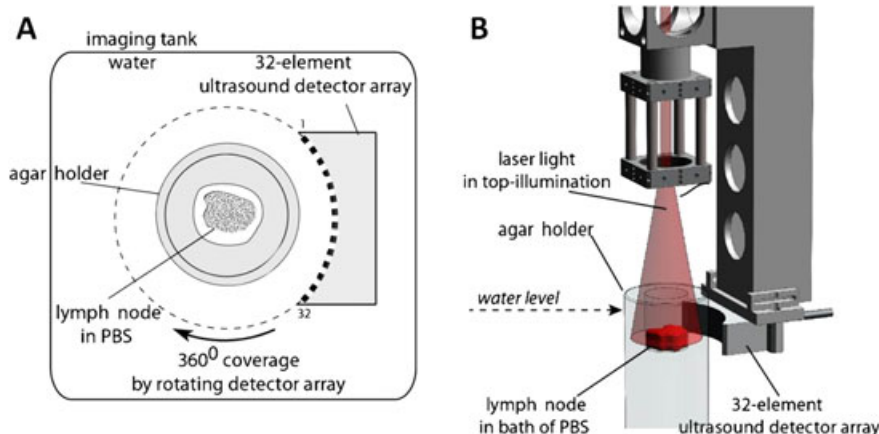 A
imaging tank
water
32-element
ultrasound detector array
1
agar holder
lymph node
in PBS
32
360⁰ coverage
by rotating detector array
B
laser light
in top-illumination
agar holder
water level
lymph node
in bath of PBS
32-element
ultrasound detector array